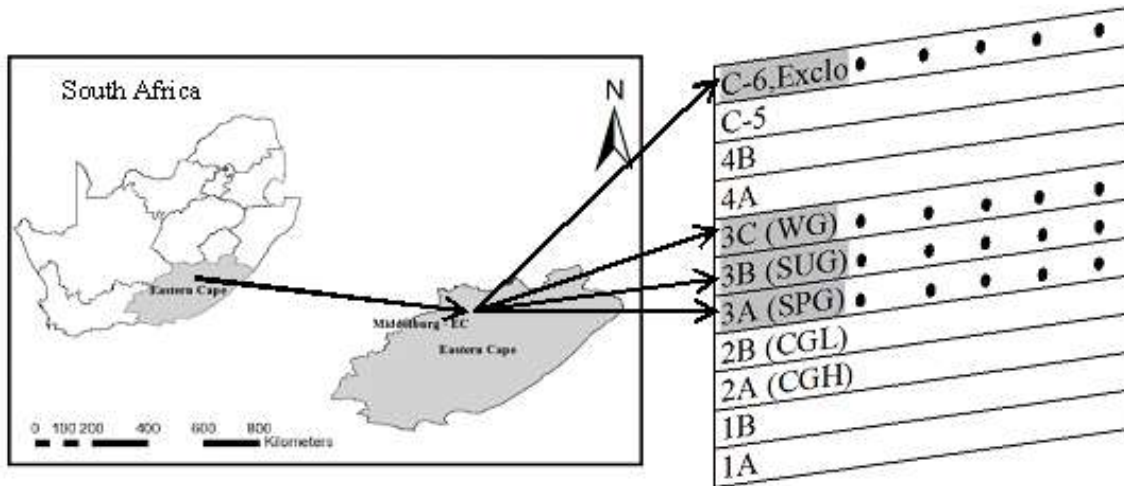 South Africa
N
Eastern Cape
Middelburg - EC
Eastern Cape
0 100 200 400 600 800
Kilometers
C-6,Exclo
C-5
4B
4A
3C (WG)
3B (SUG)
3A (SPG)
2B (CGL)
2A (CGH)
1B
1A